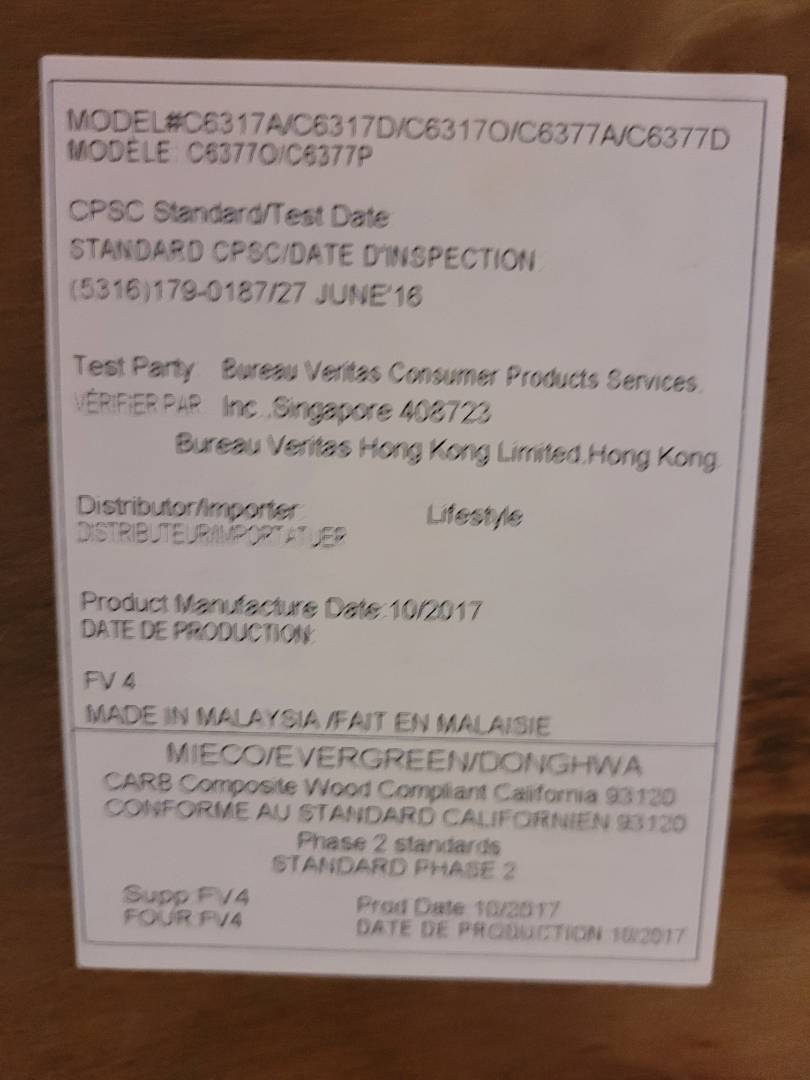 MODEL#C6317A/C6317D/C6317O/C6377A/C6377D
MODÈLE: C6377O/C6377P
CPSC Standard/Test Date
STANDARD CPSC/DATE D'INSPECTION
(5316)179-0187/27 JUNE'16
Test Party: Bureau Veritas Consumer Products Services.
VÉRIFIER PAR: Inc.,Singapore 408723
Bureau Veritas Hong Kong Limited.Hong Kong
Distributor/Importer: Lifestyle
DISTRIBUTEUR/IMPORTATUER
Product Manufacture Date:10/2017
DATE DE PRODUCTION:
FV 4
MADE IN MALAYSIA /FAIT EN MALAISIE
MIECO/EVERGREEN/DONGHWA
CARB Composite Wood Compliant California 93120
CONFORME AU STANDARD CALIFORNIEN 93120
Phase 2 standards
STANDARD PHASE 2
Supp FV4 Prod Date 10/2017
FOUR FV4 DATE DE PRODUCTION 10/2017